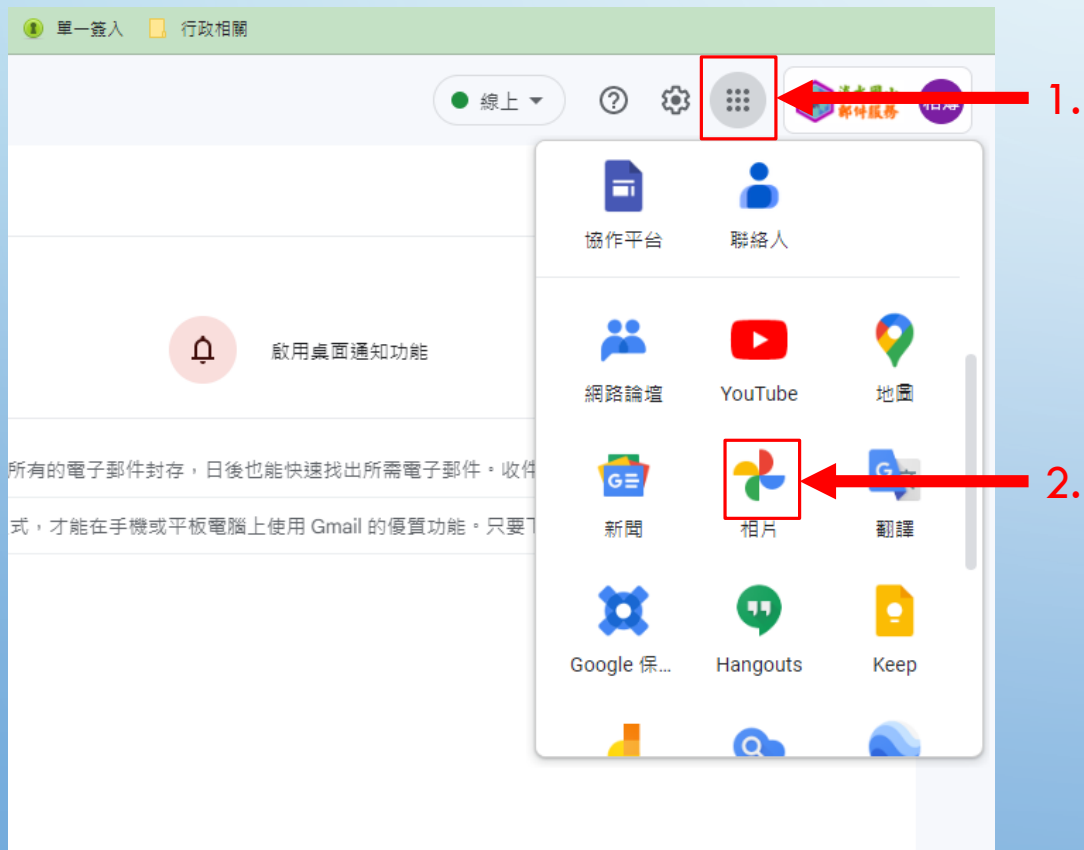 單一簽入 行政相關
線上
1.
郵件服務
協作平台 聯絡人
啟用桌面通知功能
網路論壇 YouTube 地圖
所有的電子郵件封存，日後也能快速找出所需電子郵件。收件
2.
新聞 相片 翻譯
式，才能在手機或平板電腦上使用 Gmail 的優質功能。只要
Google 保... Hangouts Keep